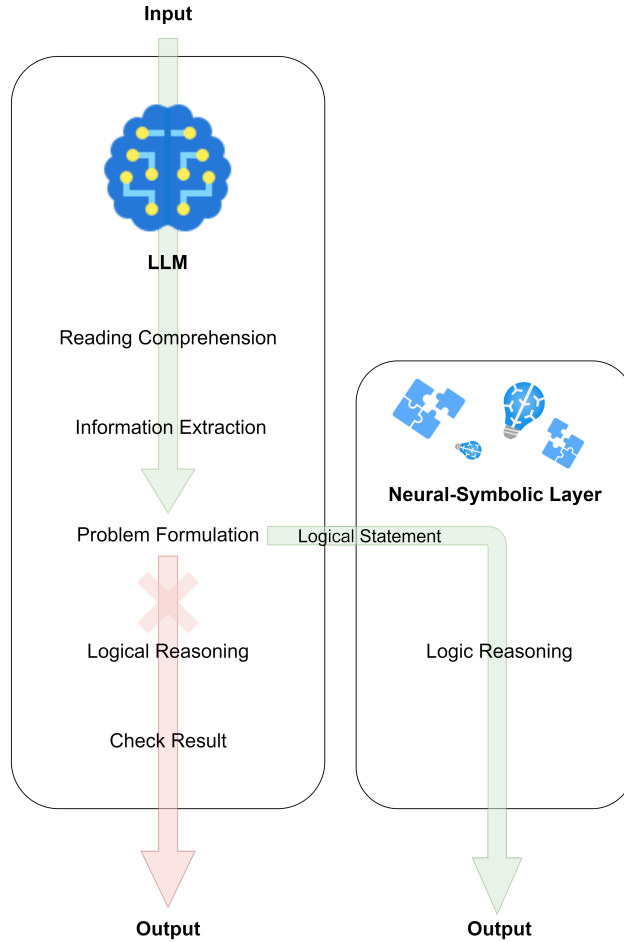 Input
LLM
Reading Comprehension
Information Extraction
Neural-Symbolic Layer
Problem Formulation
Logical Statement
Logical Reasoning
Logic Reasoning
Check Result
Output
Output